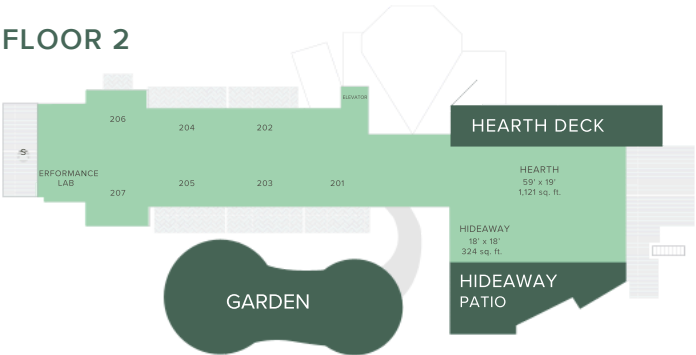 FLOOR 2
ELEVATOR
206
204
202
HEARTH DECK
HEARTH
59' x 19'
1,121 sq. ft.
ERFORMANCE
LAB
207
205
203
201
HIDEAWAY
18' x 18'
324 sq. ft.
GARDEN
HIDEAWAY
PATIO